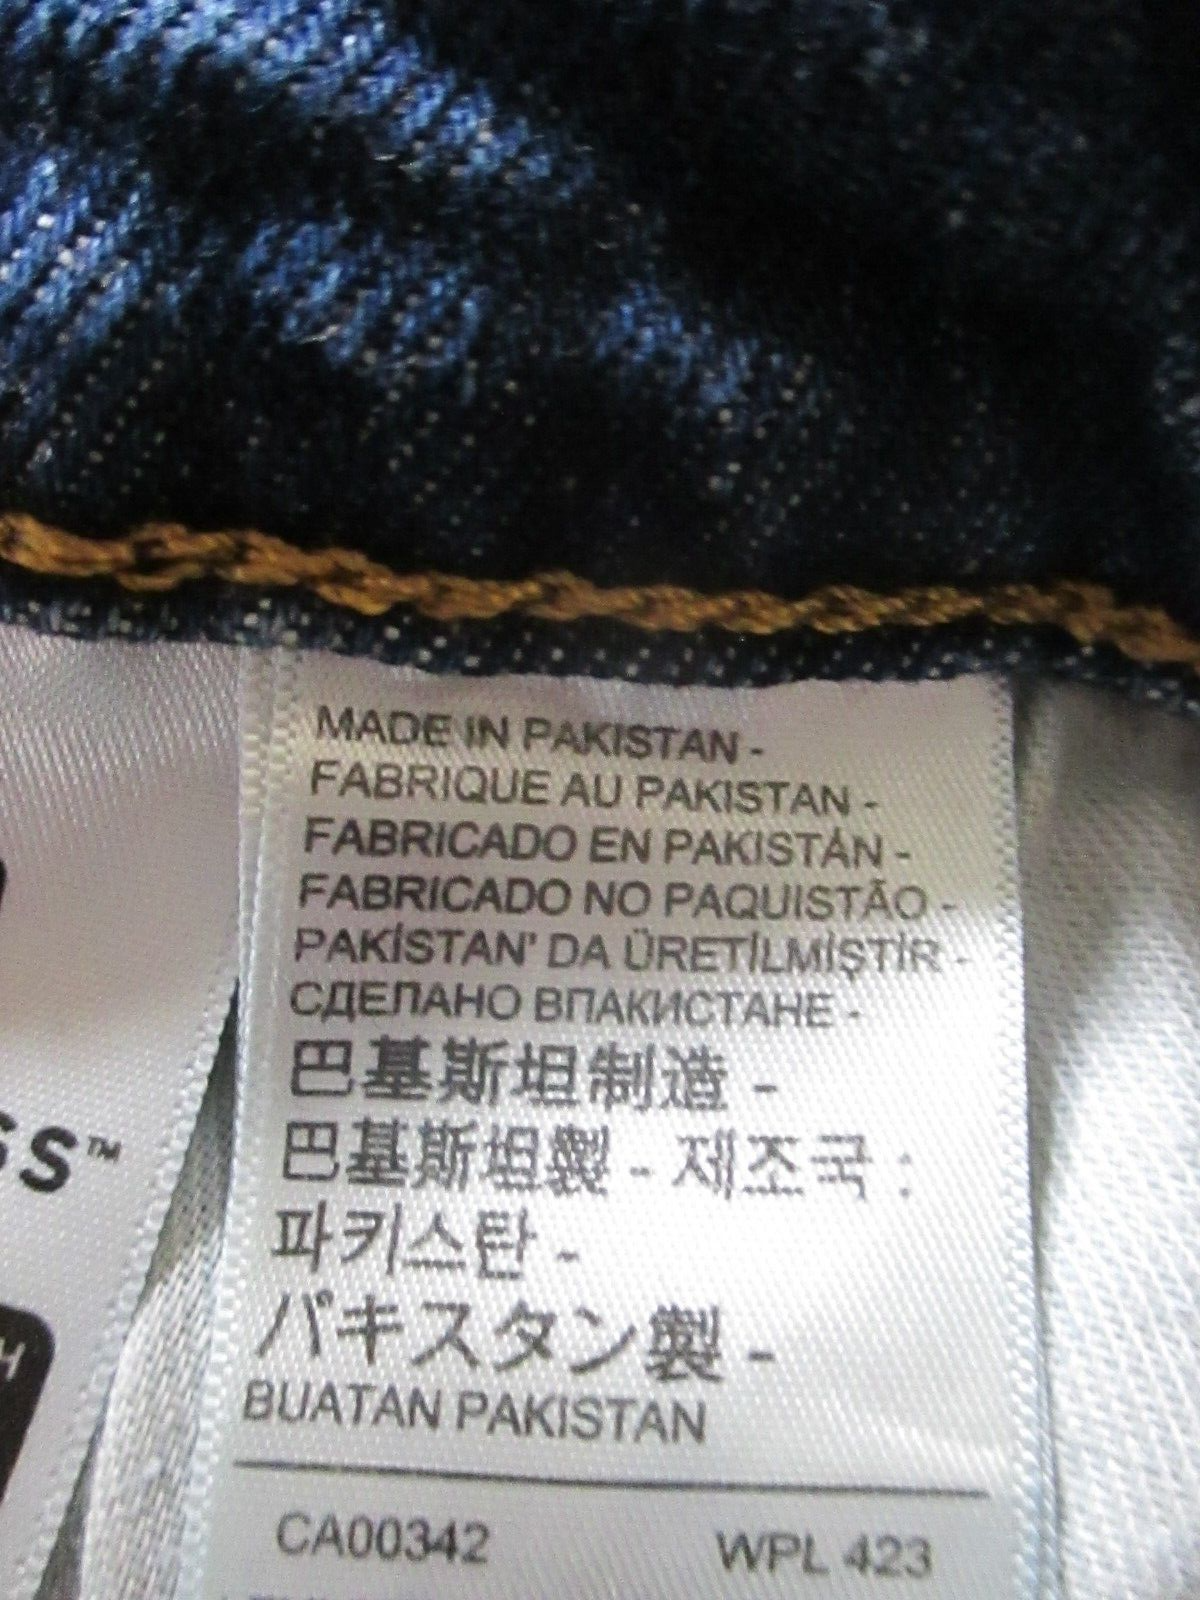 MADE IN PAKISTAN -
FABRIQUE AU PAKISTAN -
FABRICADO EN PAKISTÁN -
FABRICADO NO PAQUISTÃO -
PAKİSTAN' DA ÜRETİLMİŞTİR -
СДЕЛАНО ВПАКИСТАНЕ -
巴基斯坦制造 -
巴基斯坦製 - 제조국 :
파키스탄 -
パキスタン製 -
BUATAN PAKISTAN
CA00342 WPL 423